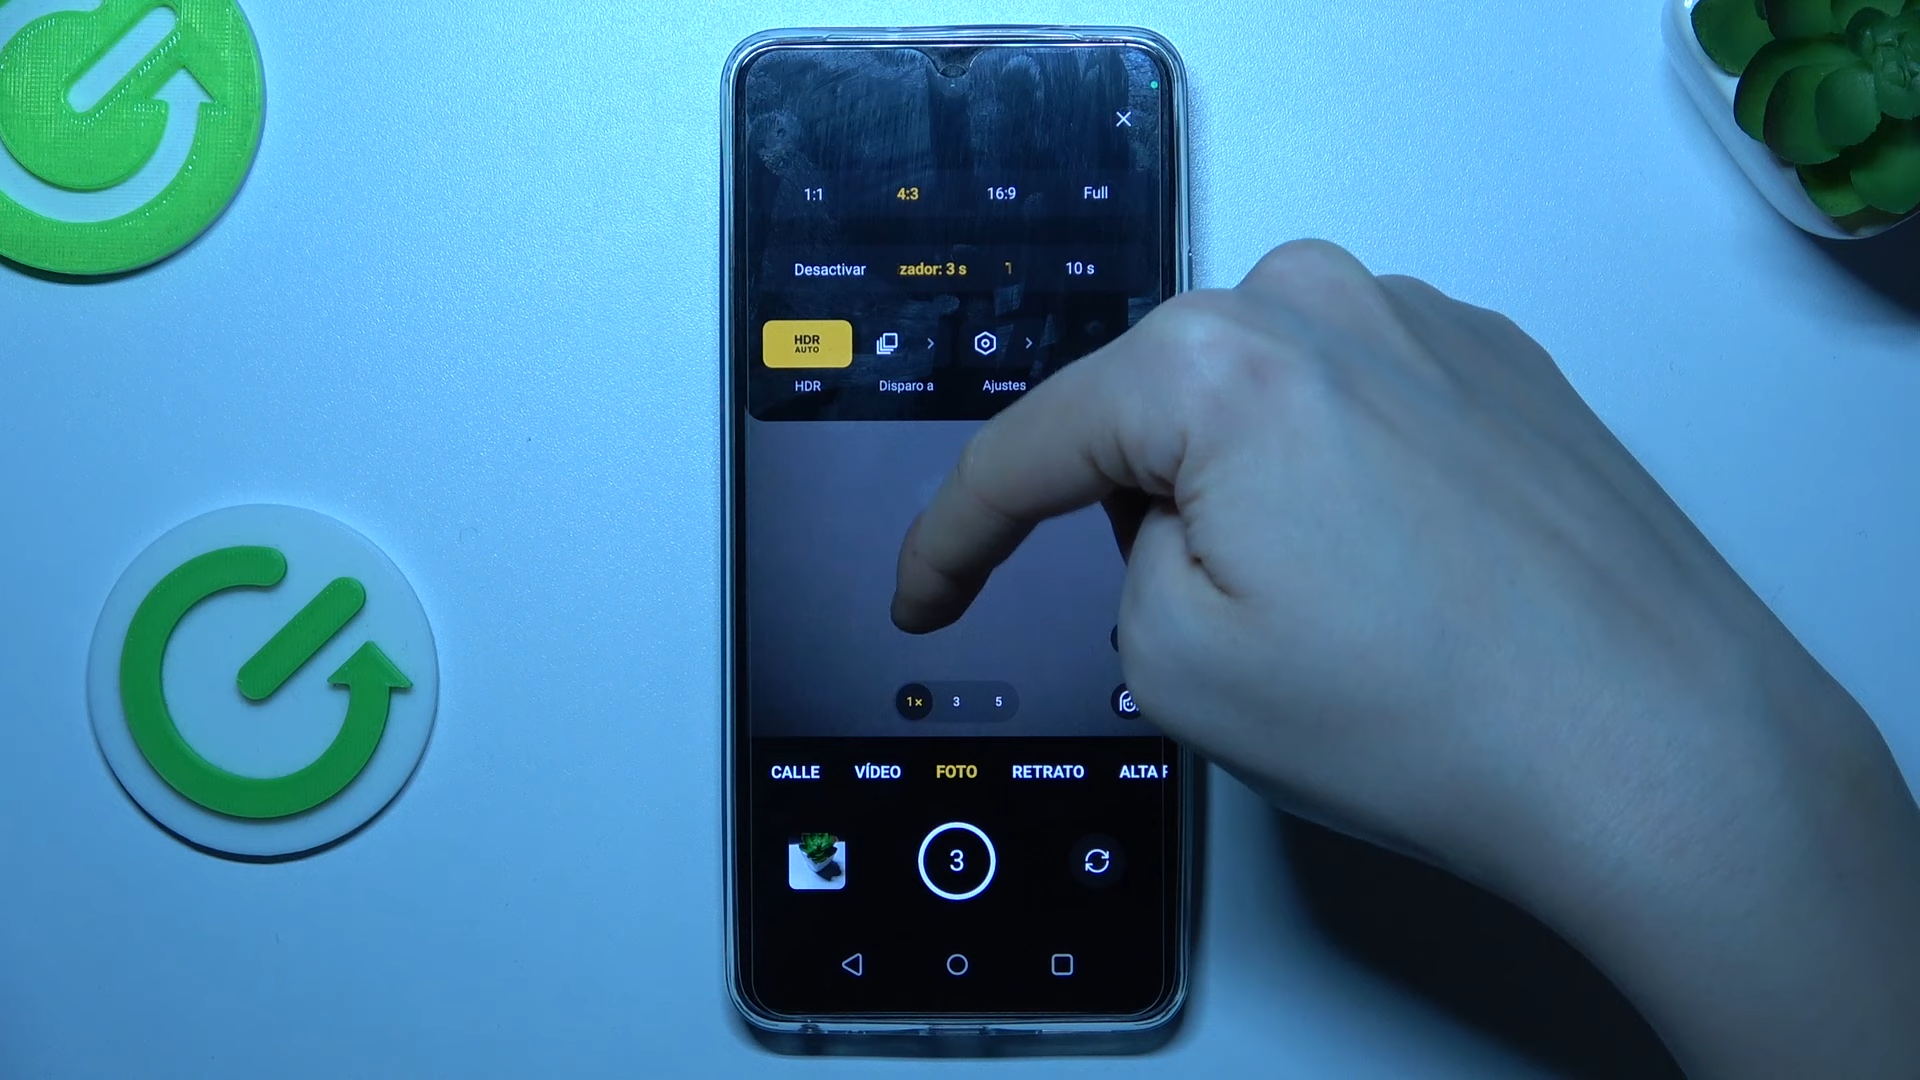 1:1 4:3 16:9 Full
Desactivar zador: 3 s 10 s
HDR
AUTO
HDR Disparo a Ajustes
1× 3 5
CALLE VÍDEO FOTO RETRATO ALTA
3